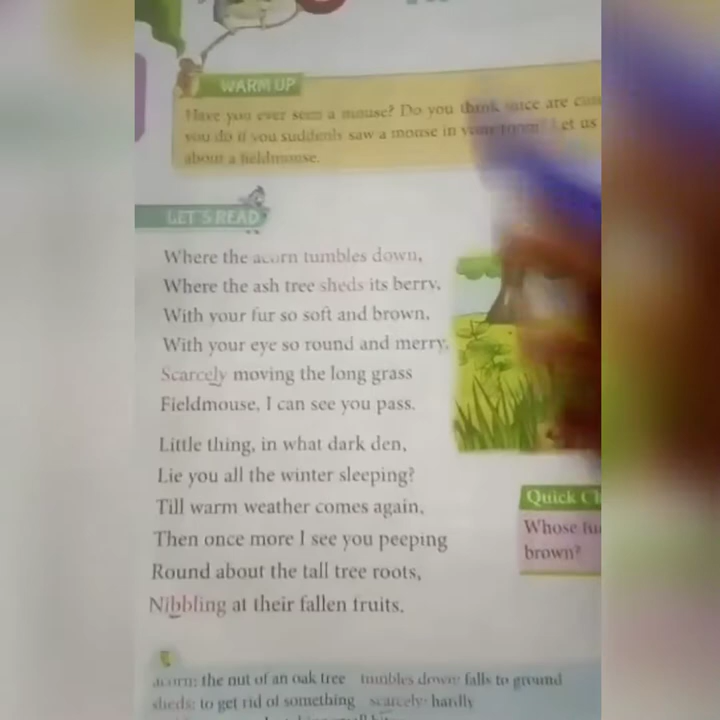 WARM UP
Have you ever seen a mouse? Do you think mice are
you do if you suddenly saw a mouse in your room? Let us
about a fieldmouse.
LET'S READ
Where the acorn tumbles down,
Where the ash tree sheds its berry,
With your fur so soft and brown,
With your eye so round and merry,
Scarcely moving the long grass
Fieldmouse, I can see you pass.
Little thing, in what dark den,
Lie you all the winter sleeping?
Till warm weather comes again,
Then once more I see you peeping
Round about the tall tree roots,
Nibbling at their fallen fruits.
Quick
Whose
brown?
acorn: the nut of an oak tree tumbles down: falls to ground
sheds: to get rid of something scarcely: hardly